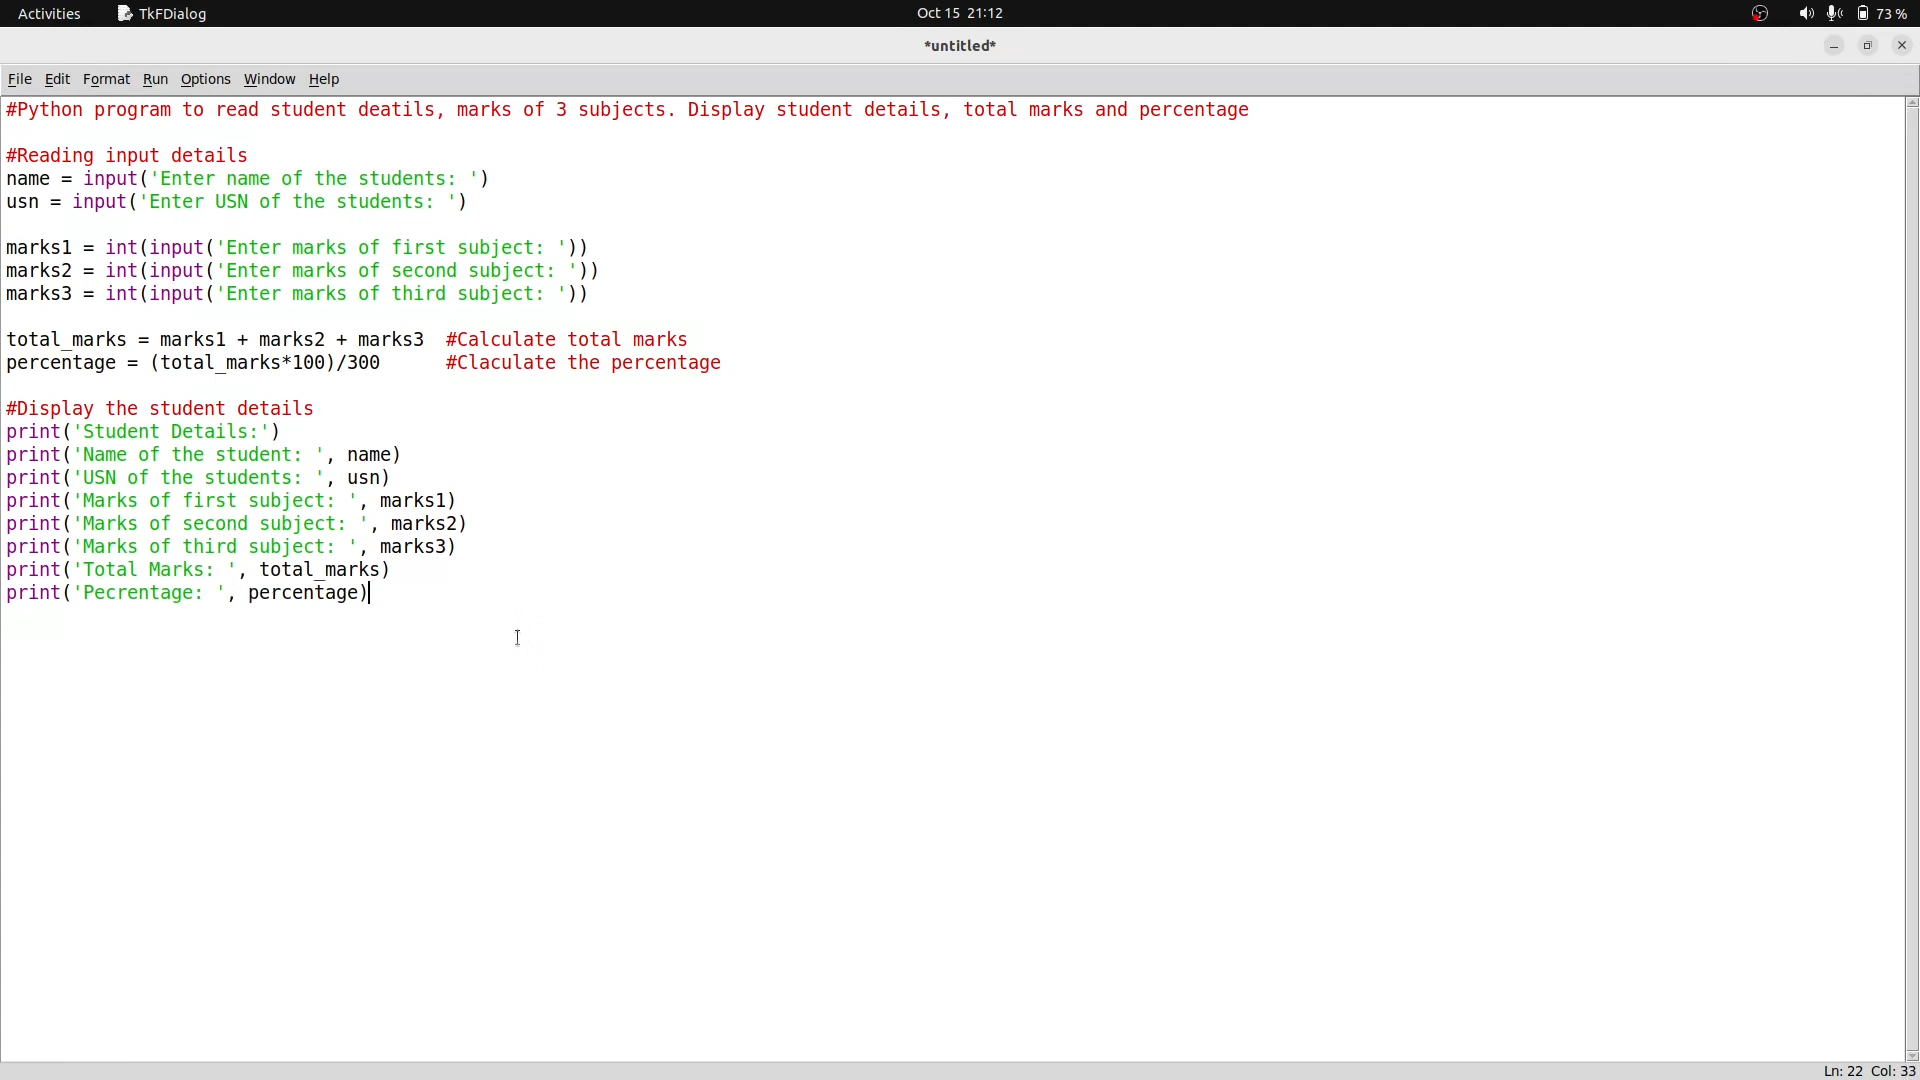 Activities TkFDialog Oct 15 21:12 73 %
*untitled*
File Edit Format Run Options Window Help
#Python program to read student deatils, marks of 3 subjects. Display student details, total marks and percentage
#Reading input details
name = input('Enter name of the students: ')
usn = input('Enter USN of the students: ')
marks1 = int(input('Enter marks of first subject: '))
marks2 = int(input('Enter marks of second subject: '))
marks3 = int(input('Enter marks of third subject: '))
total_marks = marks1 + marks2 + marks3  #Calculate total marks
percentage = (total_marks*100)/300      #Claculate the percentage
#Display the student details
print('Student Details:')
print('Name of the student: ', name)
print('USN of the students: ', usn)
print('Marks of first subject: ', marks1)
print('Marks of second subject: ', marks2)
print('Marks of third subject: ', marks3)
print('Total Marks: ', total_marks)
print('Pecrentage: ', percentage)
Ln: 22 Col: 33